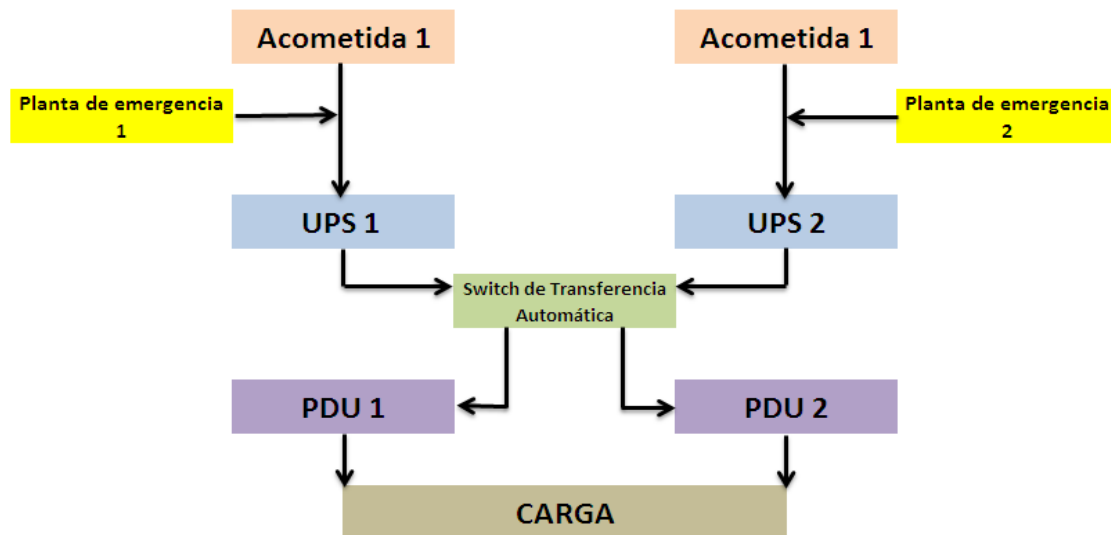 Acometida 1
Acometida 1
Planta de emergencia
1
Planta de emergencia
2
UPS 1
UPS 2
Switch de Transferencia
Automática
PDU 1
PDU 2
CARGA